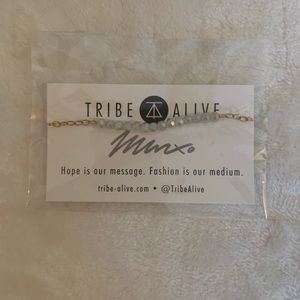 TRIBE ALIVE
Hope is our message. Fashion is our medium.
tribe-alive.com • @TribeAlive